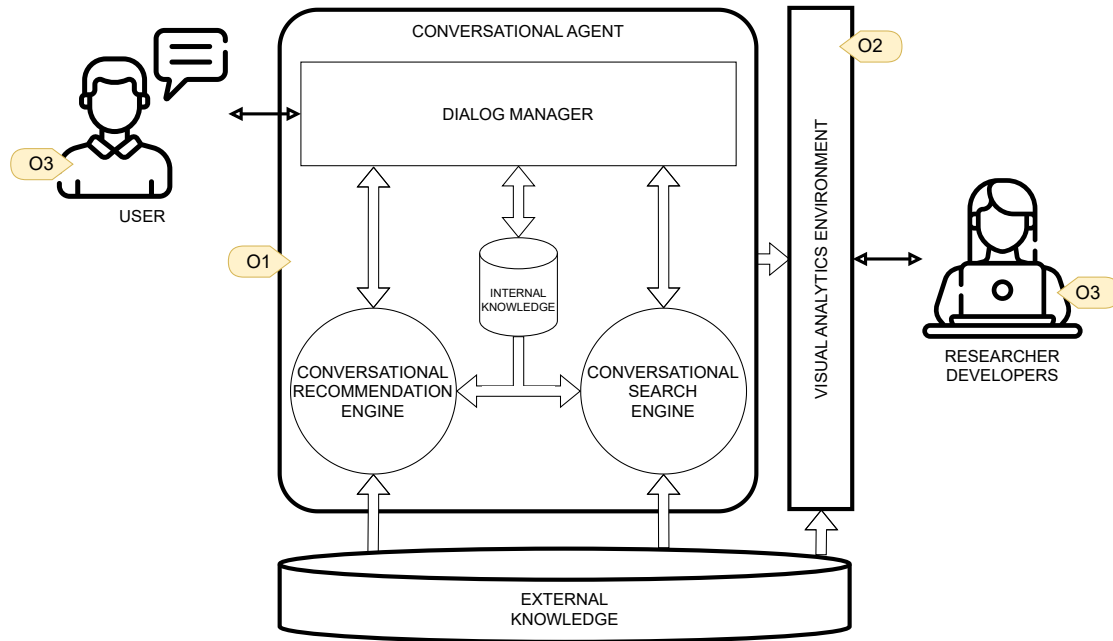 CONVERSATIONAL AGENT
O2
DIALOG MANAGER
O3
USER
VISUAL ANALYTICS ENVIRONMENT
O1
INTERNAL
KNOWLEDGE
O3
RESEARCHER
DEVELOPERS
CONVERSATIONAL
RECOMMENDATION
ENGINE
CONVERSATIONAL
SEARCH
ENGINE
EXTERNAL
KNOWLEDGE